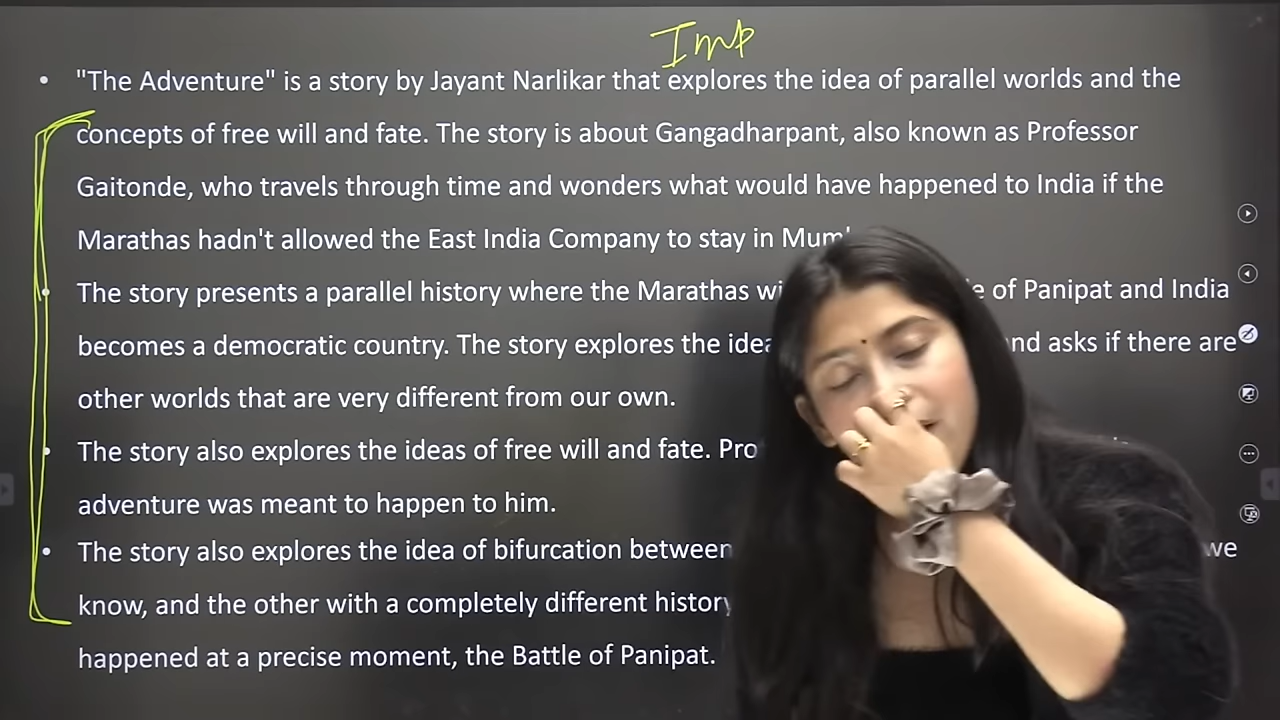 Imp
• "The Adventure" is a story by Jayant Narlikar that explores the idea of parallel worlds and the
concepts of free will and fate. The story is about Gangadharpant, also known as Professor
Gaitonde, who travels through time and wonders what would have happened to India if the
Marathas hadn't allowed the East India Company to stay in
• The story presents a parallel history where the Marathas of Panipat and India
becomes a democratic country. The story explores the and asks if there are
other worlds that are very different from our own.
• The story also explores the ideas of free will and fate.
adventure was meant to happen to him.
• The story also explores the idea of bifurcation between we
know, and the other with a completely different history
happened at a precise moment, the Battle of Panipat.